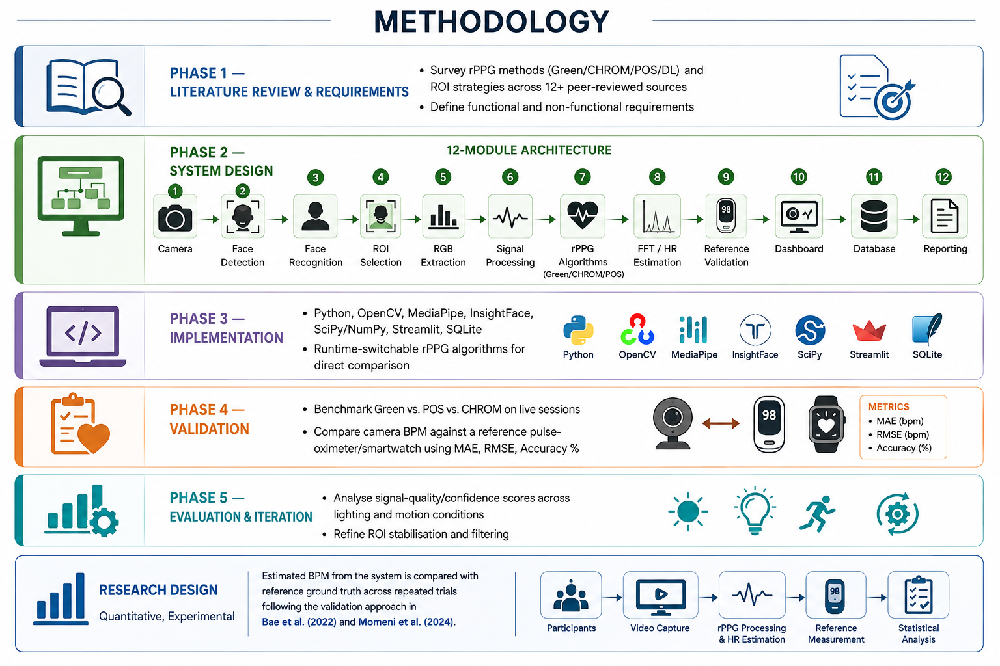 METHODOLOGY
PHASE 1 —
LITERATURE REVIEW & REQUIREMENTS
• Survey rPPG methods (Green/CHROM/POS/DL) and
ROI strategies across 12+ peer-reviewed sources
• Define functional and non-functional requirements
PHASE 2 —
SYSTEM DESIGN
12-MODULE ARCHITECTURE
1
Camera
2
Face
Detection
3
Face
Recognition
4
ROI
Selection
5
RGB
Extraction
6
Signal
Processing
7
rPPG
Algorithms
(Green/CHROM/POS)
8
FFT / HR
Estimation
9
98
Reference
Validation
10
Dashboard
11
Database
12
Reporting
PHASE 3 —
IMPLEMENTATION
• Python, OpenCV, MediaPipe, InsightFace,
SciPy/NumPy, Streamlit, SQLite
• Runtime-switchable rPPG algorithms for
direct comparison
</>
Python
OpenCV
MediaPipe
InsightFace
SciPy
Streamlit
SQLite
PHASE 4 —
VALIDATION
• Benchmark Green vs. POS vs. CHROM on live sessions
• Compare camera BPM against a reference pulse-
oximeter/smartwatch using MAE, RMSE, Accuracy %
98
METRICS
• MAE (bpm)
• RMSE (bpm)
• Accuracy (%)
PHASE 5 —
EVALUATION & ITERATION
• Analyse signal-quality/confidence scores across
lighting and motion conditions
• Refine ROI stabilisation and filtering
RESEARCH DESIGN
Quantitative, Experimental
Estimated BPM from the system is compared with
reference ground truth across repeated trials
following the validation approach in
Bae et al. (2022) and Momeni et al. (2024).
Participants
Video Capture
rPPG Processing
& HR Estimation
98
Reference
Measurement
Statistical
Analysis